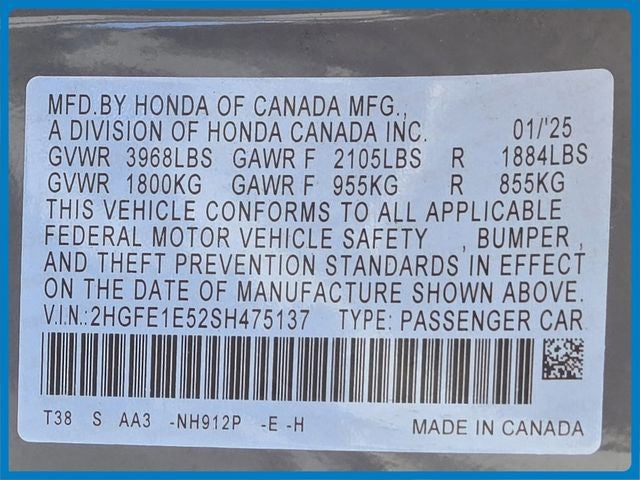 MFD.BY HONDA OF CANADA MFG.,
A DIVISION OF HONDA CANADA INC. 01/'25
GVWR 3968LBS GAWR F 2105LBS R 1884LBS
GVWR 1800KG GAWR F 955KG R 855KG
THIS VEHICLE CONFORMS TO ALL APPLICABLE
FEDERAL MOTOR VEHICLE SAFETY , BUMPER ,
AND THEFT PREVENTION STANDARDS IN EFFECT
ON THE DATE OF MANUFACTURE SHOWN ABOVE.
V.I.N.:2HGFE1E52SH475137 TYPE: PASSENGER CAR
T38 S AA3 -NH912P -E -H MADE IN CANADA